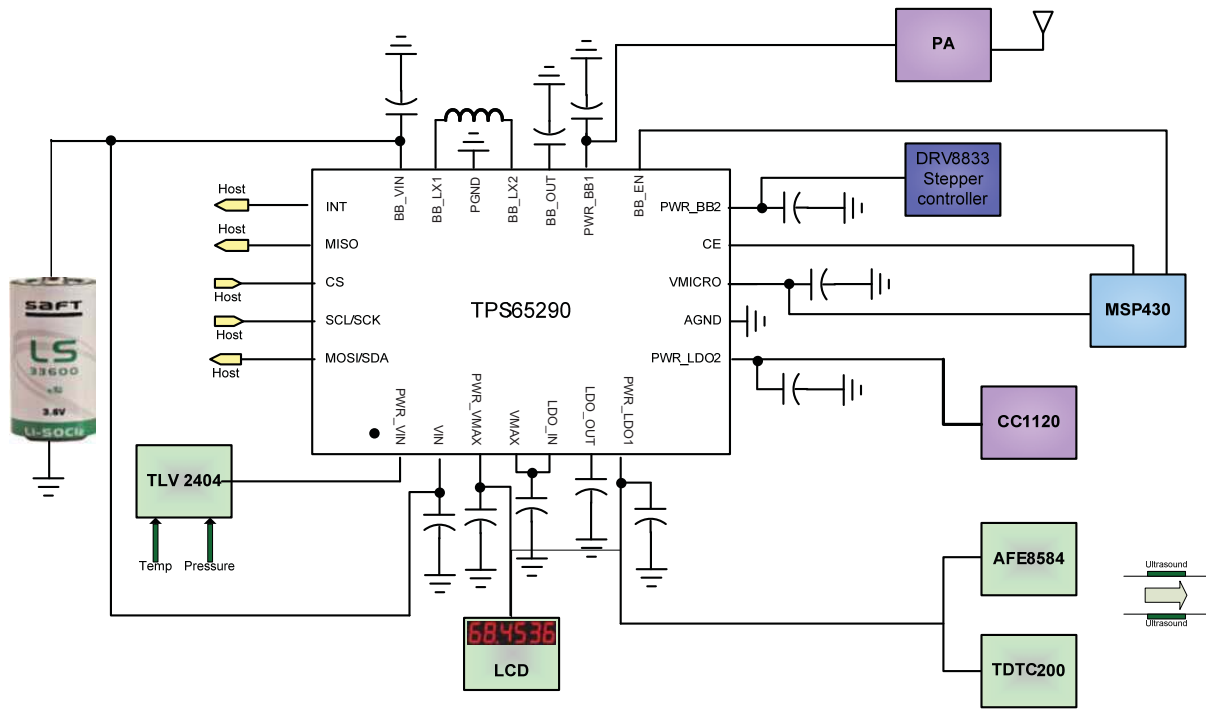 PA
BB_VIN
BB_LX1
PGND
BB_LX2
BB_OUT
PWR_BB1
BB_EN
DRV8833
Stepper
controller
Host
INT
PWR_BB2
Host
MISO
CE
CS
Host
VMICRO
SCL/SCK
Host
TPS65290
MSP430
AGND
MOSI/SDA
Host
PWR_LDO2
PWR_VIN
VIN
PWR_VMAX
VMAX
LDO_IN
LDO_OUT
PWR_LDO1
SAFT
LS
33600
3.6V
Li-SOCl2
CC1120
TLV 2404
Temp
Pressure
AFE8584
Ultrasound
Ultrasound
68.4536
LCD
TDTC200